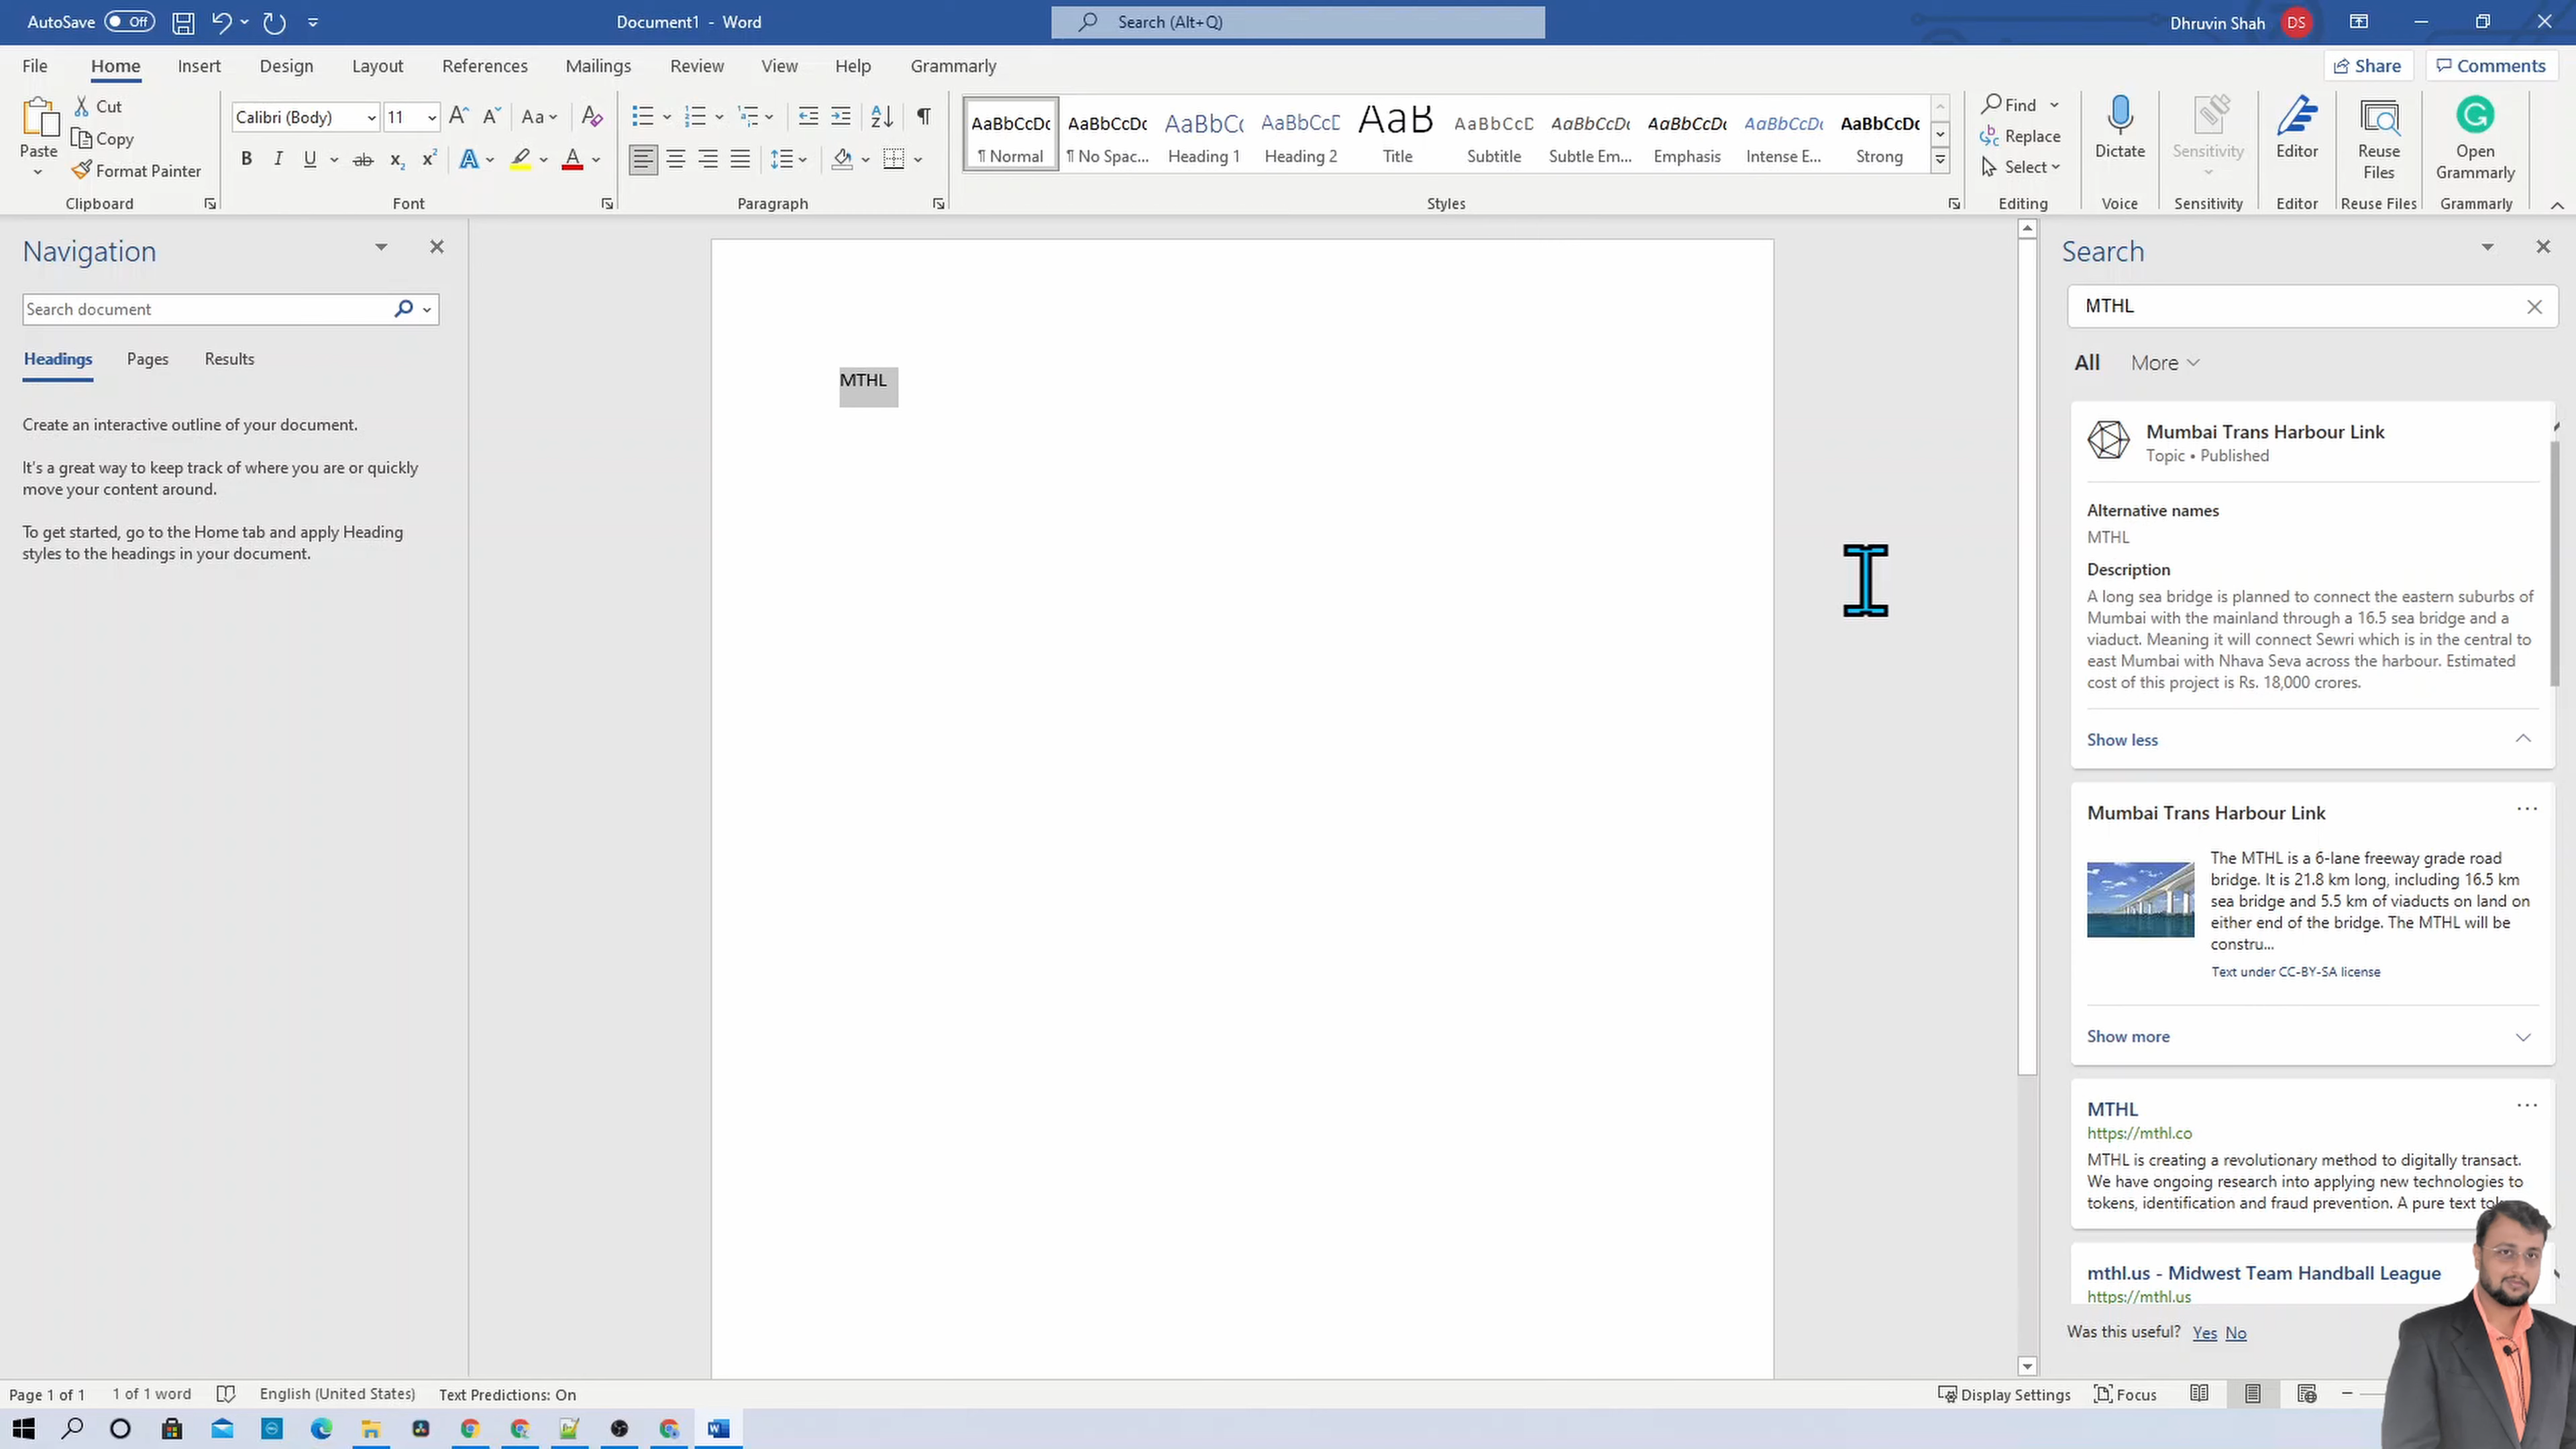 AutoSave Off
Document1 - Word
Search (Alt+Q)
Dhruvin Shah DS
File Home Insert Design Layout References Mailings Review View Help Grammarly
Share Comments
Paste
Cut
Copy
Format Painter
Clipboard
Calibri (Body) 11
Aa
B I U ab x₂ x² A A
Font
Paragraph
AaBbCcDc
¶ Normal
AaBbCcDc
¶ No Spac...
AaBbCc
Heading 1
AaBbCcD
Heading 2
AaB
Title
AaBbCcD
Subtitle
AaBbCcDc
Subtle Em...
AaBbCcDc
Emphasis
AaBbCcDc
Intense E...
AaBbCcDc
Strong
Styles
Find
Replace
Select
Editing
Dictate
Voice
Sensitivity
Sensitivity
Editor
Editor
Reuse
Files
Reuse Files
Open
Grammarly
Grammarly
Navigation
Search document
Headings Pages Results
Create an interactive outline of your document.
It's a great way to keep track of where you are or quickly
move your content around.
To get started, go to the Home tab and apply Heading
styles to the headings in your document.
MTHL
Search
MTHL
All More
Mumbai Trans Harbour Link
Topic • Published
Alternative names
MTHL
Description
A long sea bridge is planned to connect the eastern suburbs of
Mumbai with the mainland through a 16.5 sea bridge and a
viaduct. Meaning it will connect Sewri which is in the central to
east Mumbai with Nhava Seva across the harbour. Estimated
cost of this project is Rs. 18,000 crores.
Show less
Mumbai Trans Harbour Link
The MTHL is a 6-lane freeway grade road
bridge. It is 21.8 km long, including 16.5 km
sea bridge and 5.5 km of viaducts on land on
either end of the bridge. The MTHL will be
constru...
Text under CC-BY-SA license
Show more
MTHL
https://mthl.co
MTHL is creating a revolutionary method to digitally transact.
We have ongoing research into applying new technologies to
tokens, identification and fraud prevention. A pure text
mthl.us - Midwest Team Handball League
https://mthl.us
Was this useful? Yes No
Page 1 of 1 1 of 1 word English (United States) Text Predictions: On
Display Settings Focus